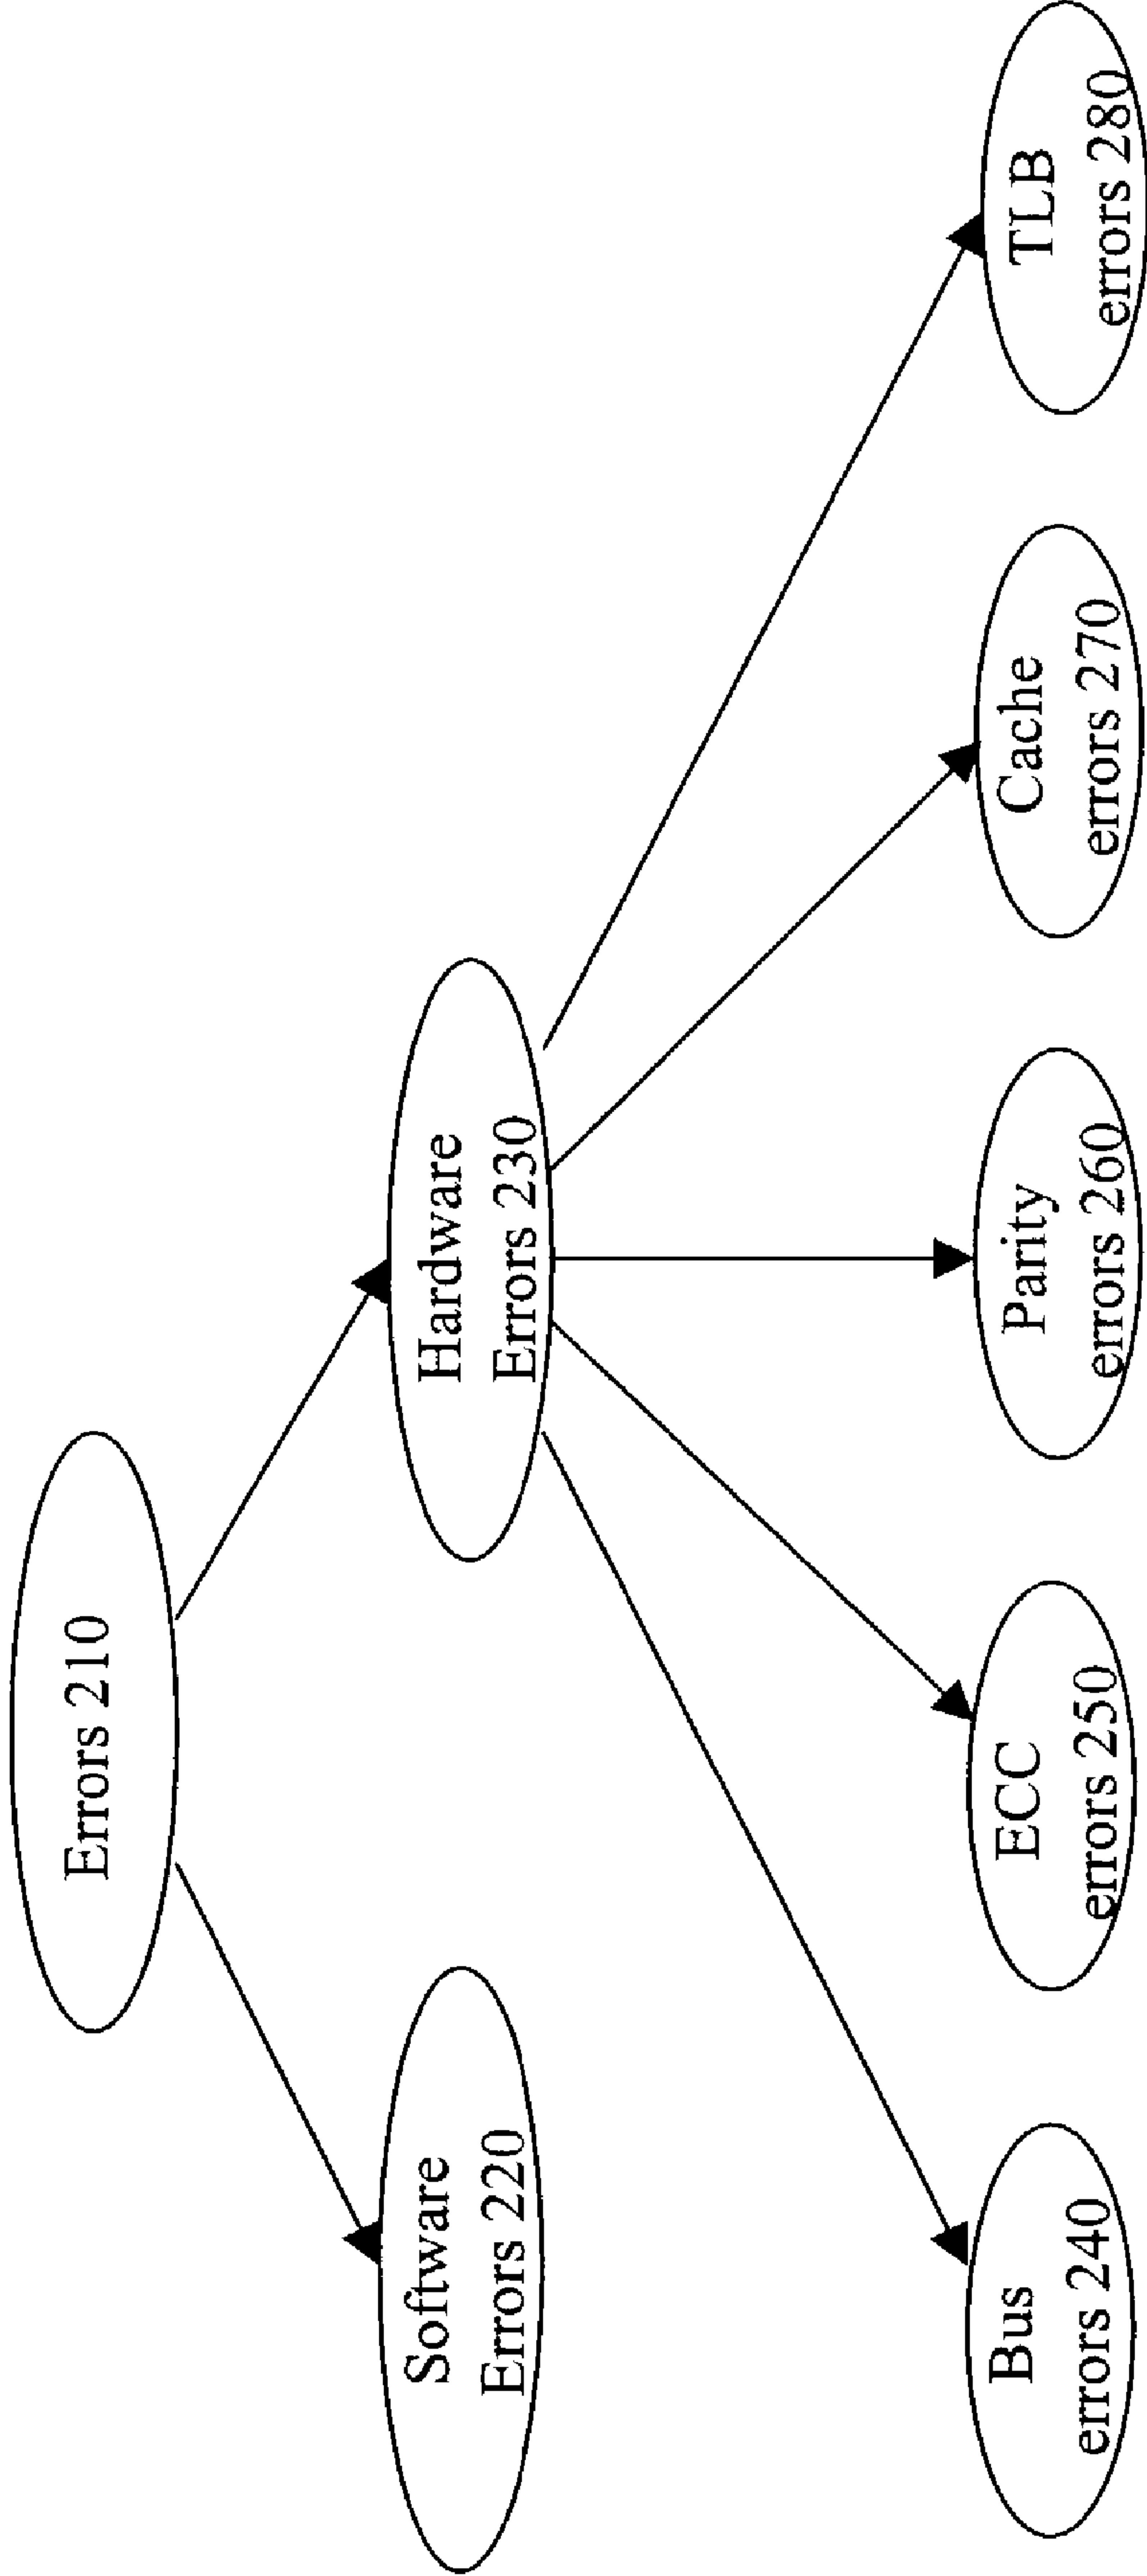 Errors 210
Software
Errors 220
Hardware
Errors 230
Bus
errors 240
ECC
errors 250
Parity
errors 260
Cache
errors 270
TLB
errors 280